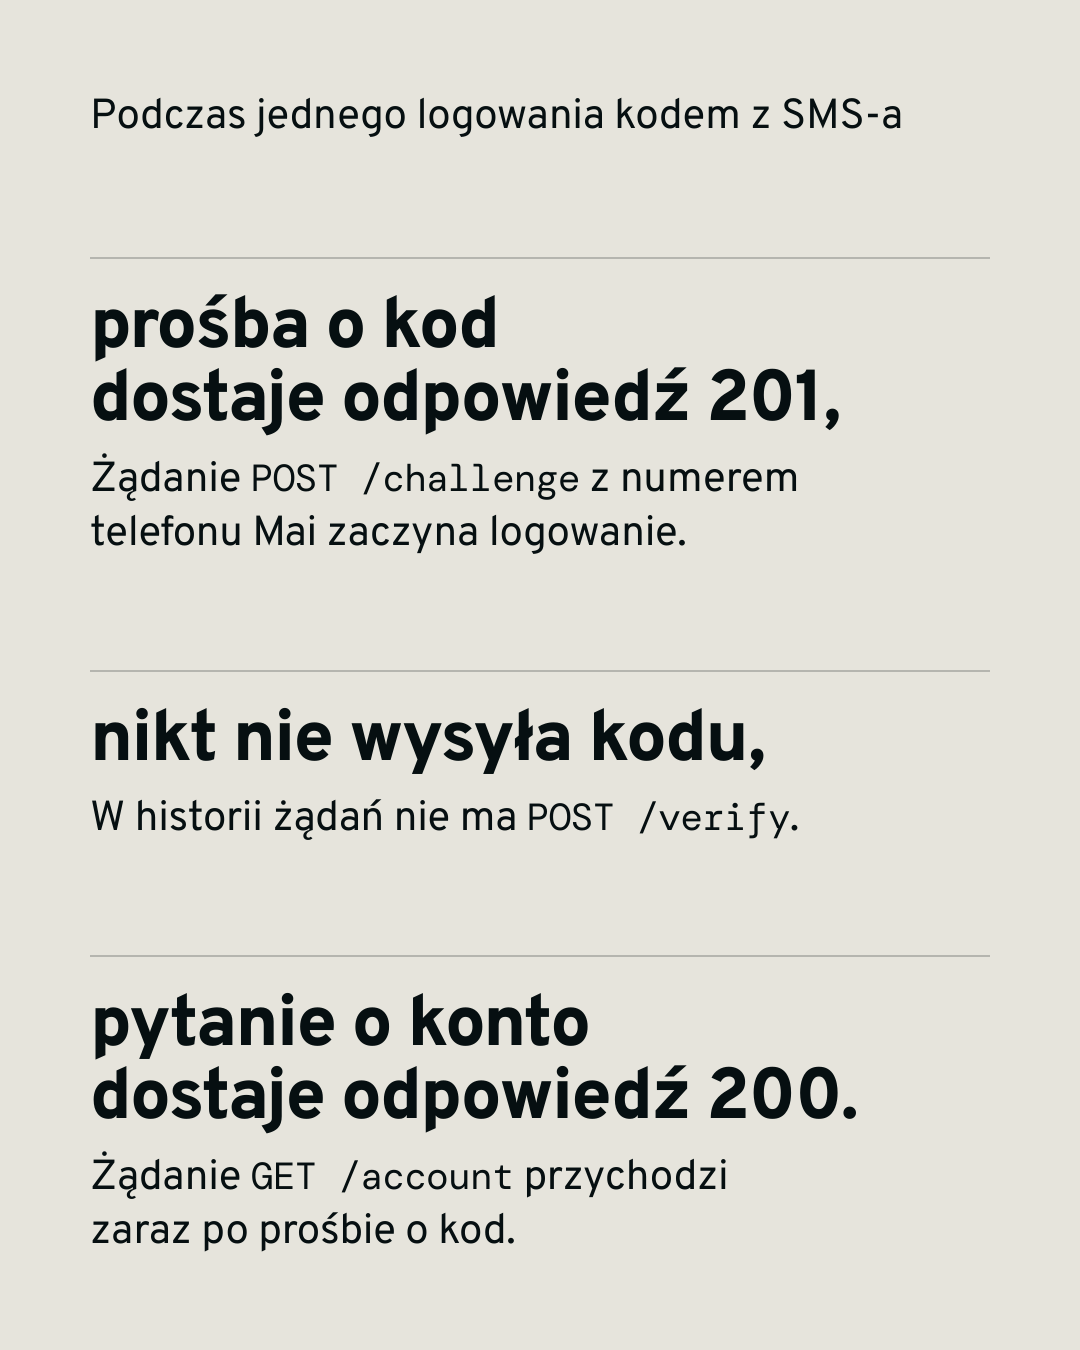 Podczas jednego logowania kodem z SMS-a
prośba o kod
dostaje odpowiedź 201,
Żądanie POST /challenge z numerem
telefonu Mai zaczyna logowanie.
nikt nie wysyła kodu,
W historii żądań nie ma POST /verify.
pytanie o konto
dostaje odpowiedź 200.
Żądanie GET /account przychodzi
zaraz po prośbie o kod.